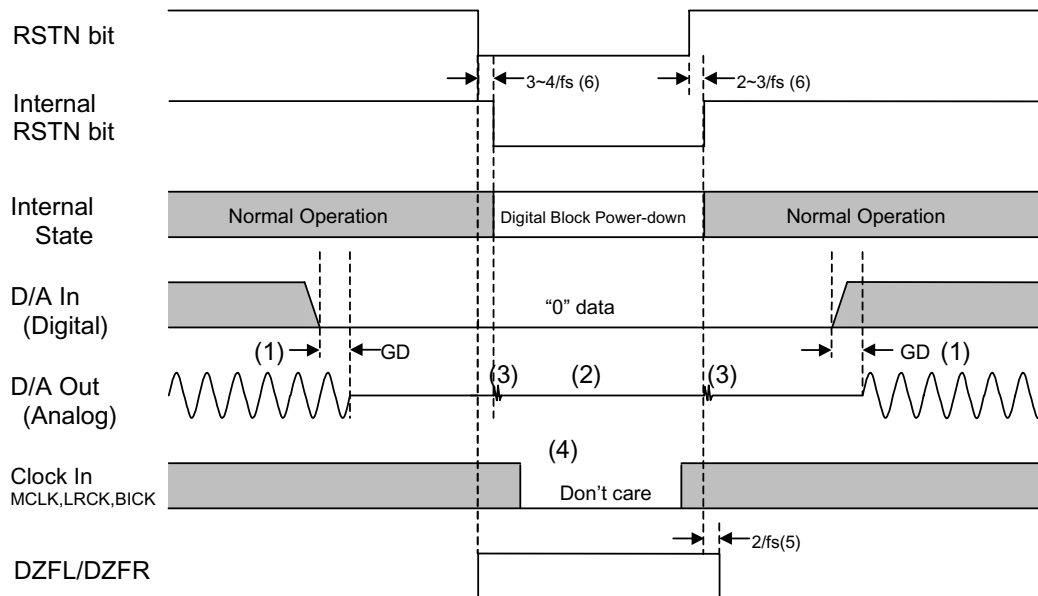 RSTN bit
3~4/fs (6)
2~3/fs (6)
Internal
RSTN bit
Internal
State
Normal Operation
Digital Block Power-down
Normal Operation
D/A In
(Digital)
“0” data
(1)
GD
GD
(1)
D/A Out
(Analog)
(3)
(2)
(3)
(4)
Clock In
MCLK,LRCK,BICK
Don’t care
2/fs(5)
DZFL/DZFR